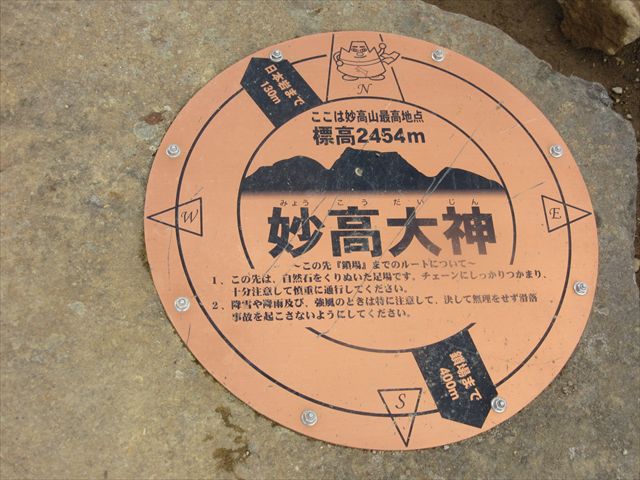 N
日本岩まで
130m
ここは妙高山最高地点
標高2454m
みょうこうだいじん
妙高大神
W
E
～この先『鎖場』までのルートについて～
1、この先は、自然石をくりぬいた足場です。チェーンにしっかりつかまり、
十分注意して慎重に通行してください。
2、降雪や降雨及び、強風のときは特に注意して、決して無理をせず滑落
事故を起こさないようにしてください。
鎖場まで
400m
S